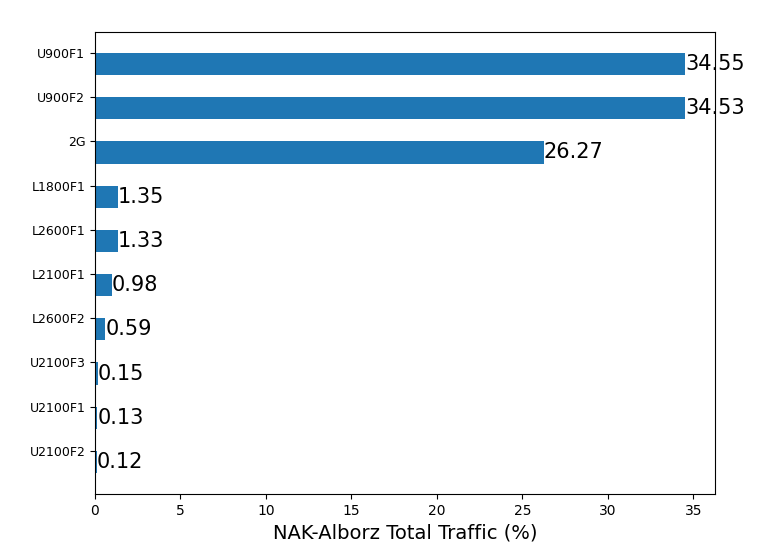 U900F1 34.55
U900F2 34.53
2G 26.27
L1800F1 1.35
L2600F1 1.33
L2100F1 0.98
L2600F2 0.59
U2100F3 0.15
U2100F1 0.13
U2100F2 0.12
0 5 10 15 20 25 30 35
NAK-Alborz Total Traffic (%)